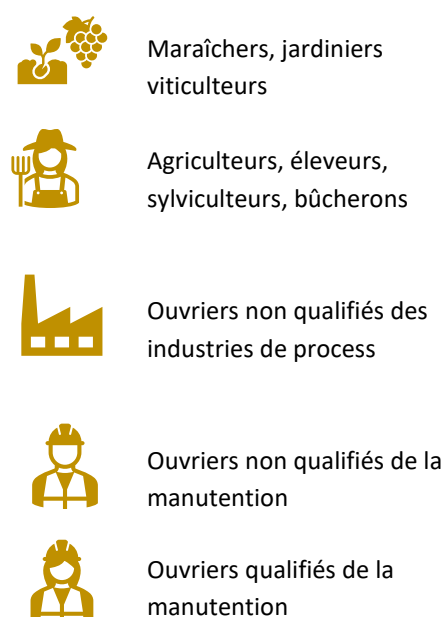 Maraîchers, jardiniers
viticulteurs
Agriculteurs, éleveurs,
sylviculteurs, bûcherons
Ouvriers non qualifiés des
industries de process
Ouvriers non qualifiés de la
manutention
Ouvriers qualifiés de la
manutention